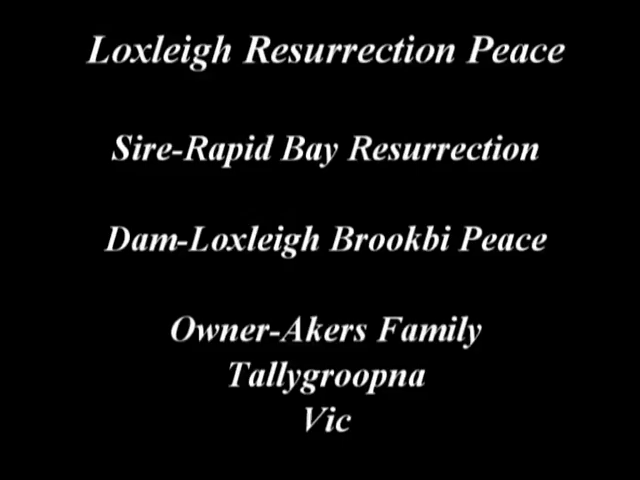 Loxleigh Resurrection Peace
Sire-Rapid Bay Resurrection
Dam-Loxleigh Brookbi Peace
Owner-Akers Family
Tallygroopna
Vic